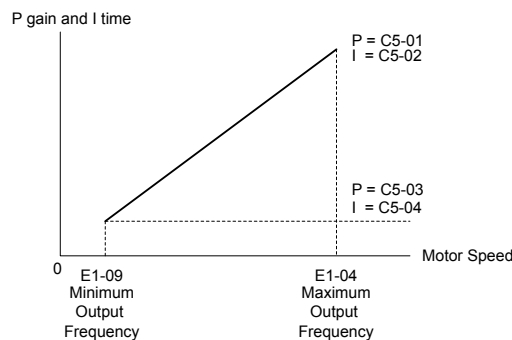 P gain and I time
P = C5-01
I = C5-02
P = C5-03
I = C5-04
Motor Speed
0
E1-09
Minimum
Output
Frequency
E1-04
Maximum
Output
Frequency